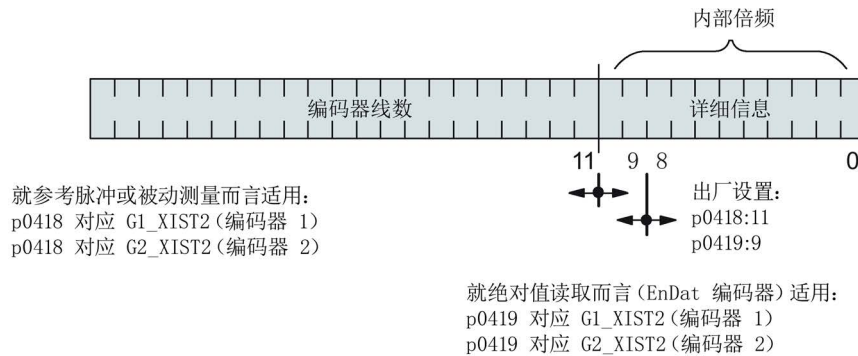 内部倍频
编码器线数 详细信息
11 9 8 0
就参考脉冲或被动测量而言适用：
p0418 对应 G1_XIST2（编码器 1）
p0418 对应 G2_XIST2（编码器 2）
出厂设置：
p0418:11
p0419:9
就绝对值读取而言（EnDat 编码器）适用：
p0419 对应 G1_XIST2（编码器 1）
p0419 对应 G2_XIST2（编码器 2）